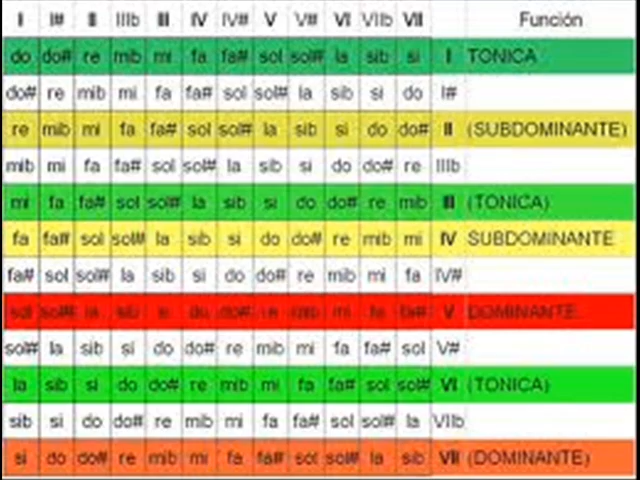 I I# II IIIb III IV IV# V V# VI VIIb VII Función
do do# re mib mi fa fa# sol sol# la sib si I TONICA
do# re mib mi fa fa# sol sol# la sib si do I#
re mib mi fa fa# sol sol# la sib si do do# II (SUBDOMINANTE)
mib mi fa fa# sol sol# la sib si do do# re IIIb
mi fa fa# sol sol# la sib si do do# re mib III (TONICA)
fa fa# sol sol# la sib si do do# re mib mi IV SUBDOMINANTE
fa# sol sol# la sib si do do# re mib mi fa IV#
sol sol# la sib si do do# re mib mi fa fa# V DOMINANTE
sol# la sib si do do# re mib mi fa fa# sol V#
la sib si do do# re mib mi fa fa# sol sol# VI (TONICA)
sib si do do# re mib mi fa fa# sol sol# la VIIb
si do do# re mib mi fa fa# sol sol# la sib VII (DOMINANTE)